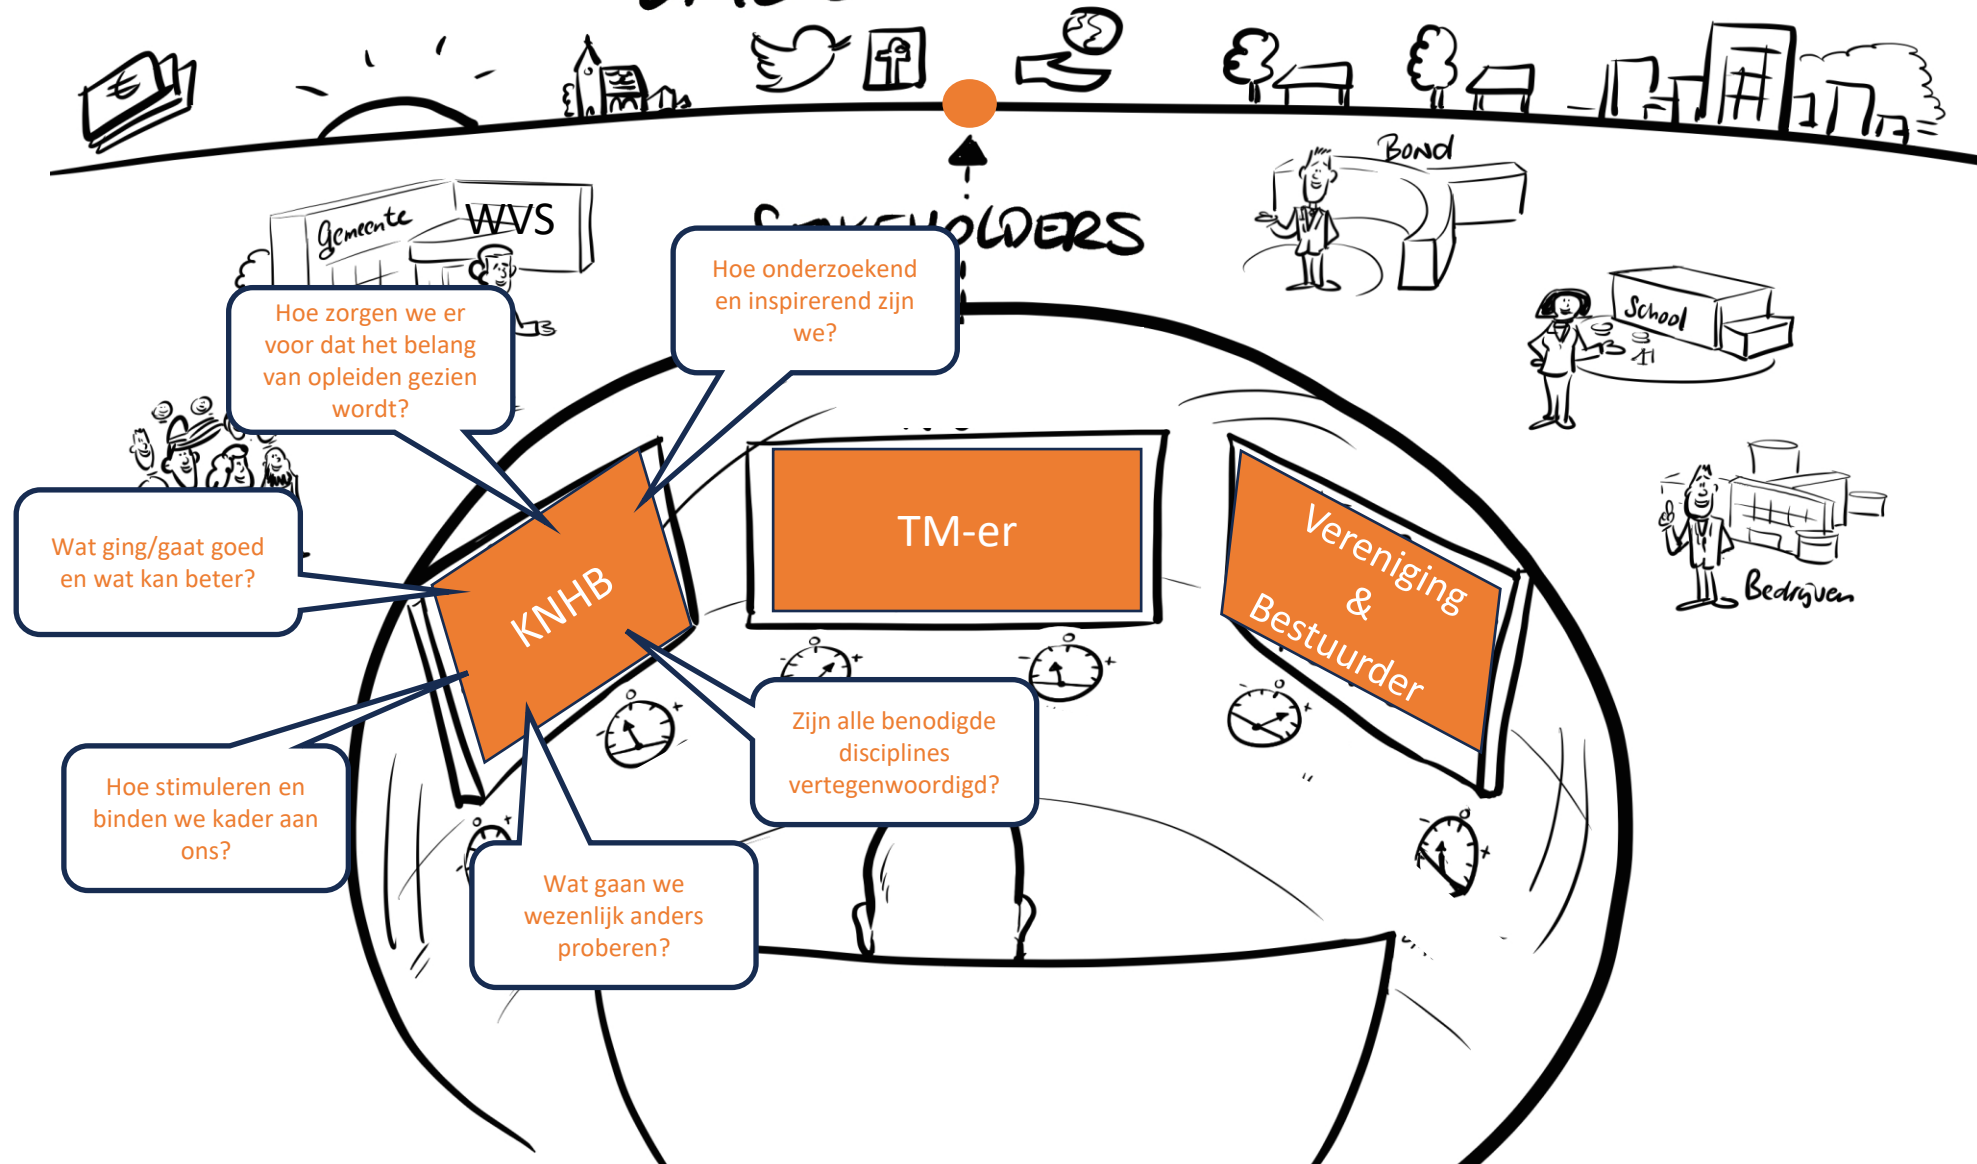 Bond
Gemeente
WVS
STAKEHOLDERS
Hoe onderzoekend
en inspirerend zijn
we?
Hoe zorgen we er
voor dat het belang
van opleiden gezien
wordt?
School
Wat ging/gaat goed
en wat kan beter?
KNHB
TM-er
Vereniging
&
Bestuurder
Bedrijven
Zijn alle benodigde
disciplines
vertegenwoordigd?
Hoe stimuleren en
binden we kader aan
ons?
Wat gaan we
wezenlijk anders
proberen?